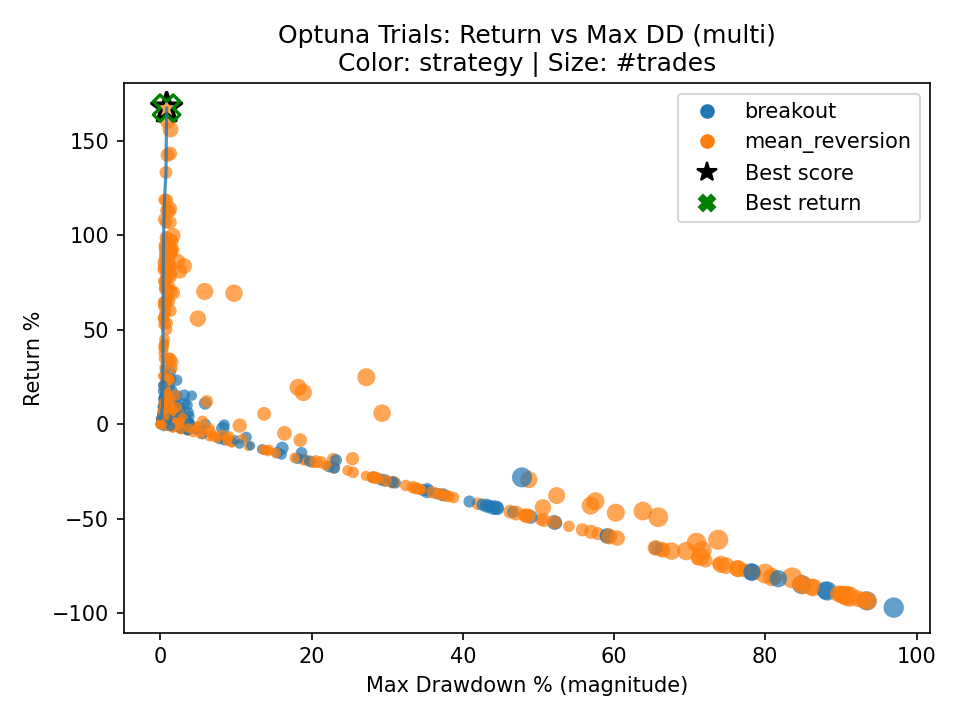 Optuna Trials: Return vs Max DD (multi)
Color: strategy | Size: #trades
breakout
mean_reversion
Best score
Best return
150
100
50
0
−50
−100
Return %
0
20
40
60
80
100
Max Drawdown % (magnitude)